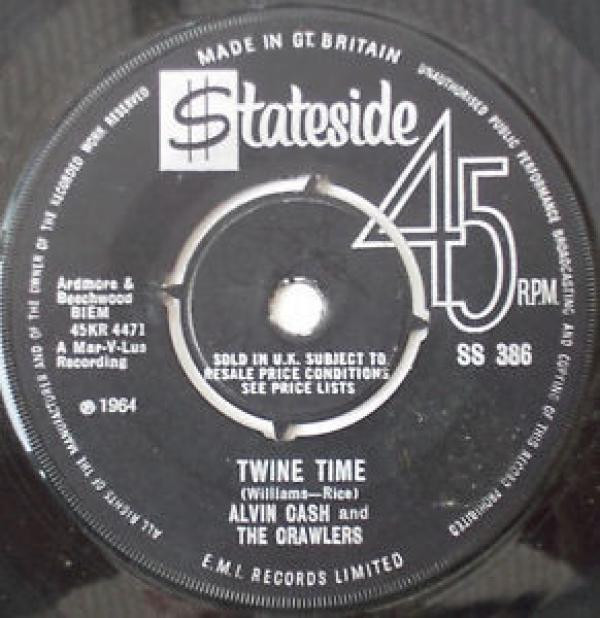 MADE IN GT. BRITAIN
UNAUTHORISED PUBLIC PERFORMANCE BROADCASTING AND COPYING OF THIS RECORD PROHIBITED
ALL RIGHTS OF THE MANUFACTURER AND OF THE OWNER OF THE RECORDED WORK RESERVED
$tateside
45 RPM
Ardmore &
Beechwood
BIEM
45KR 4471
A Mar-V-Lus
Recording
℗ 1964
SS 386
SOLD IN U.K. SUBJECT TO
RESALE PRICE CONDITIONS
SEE PRICE LISTS
TWINE TIME
(Williams—Rice)
ALVIN CASH and
THE CRAWLERS
E.M.I. RECORDS LIMITED